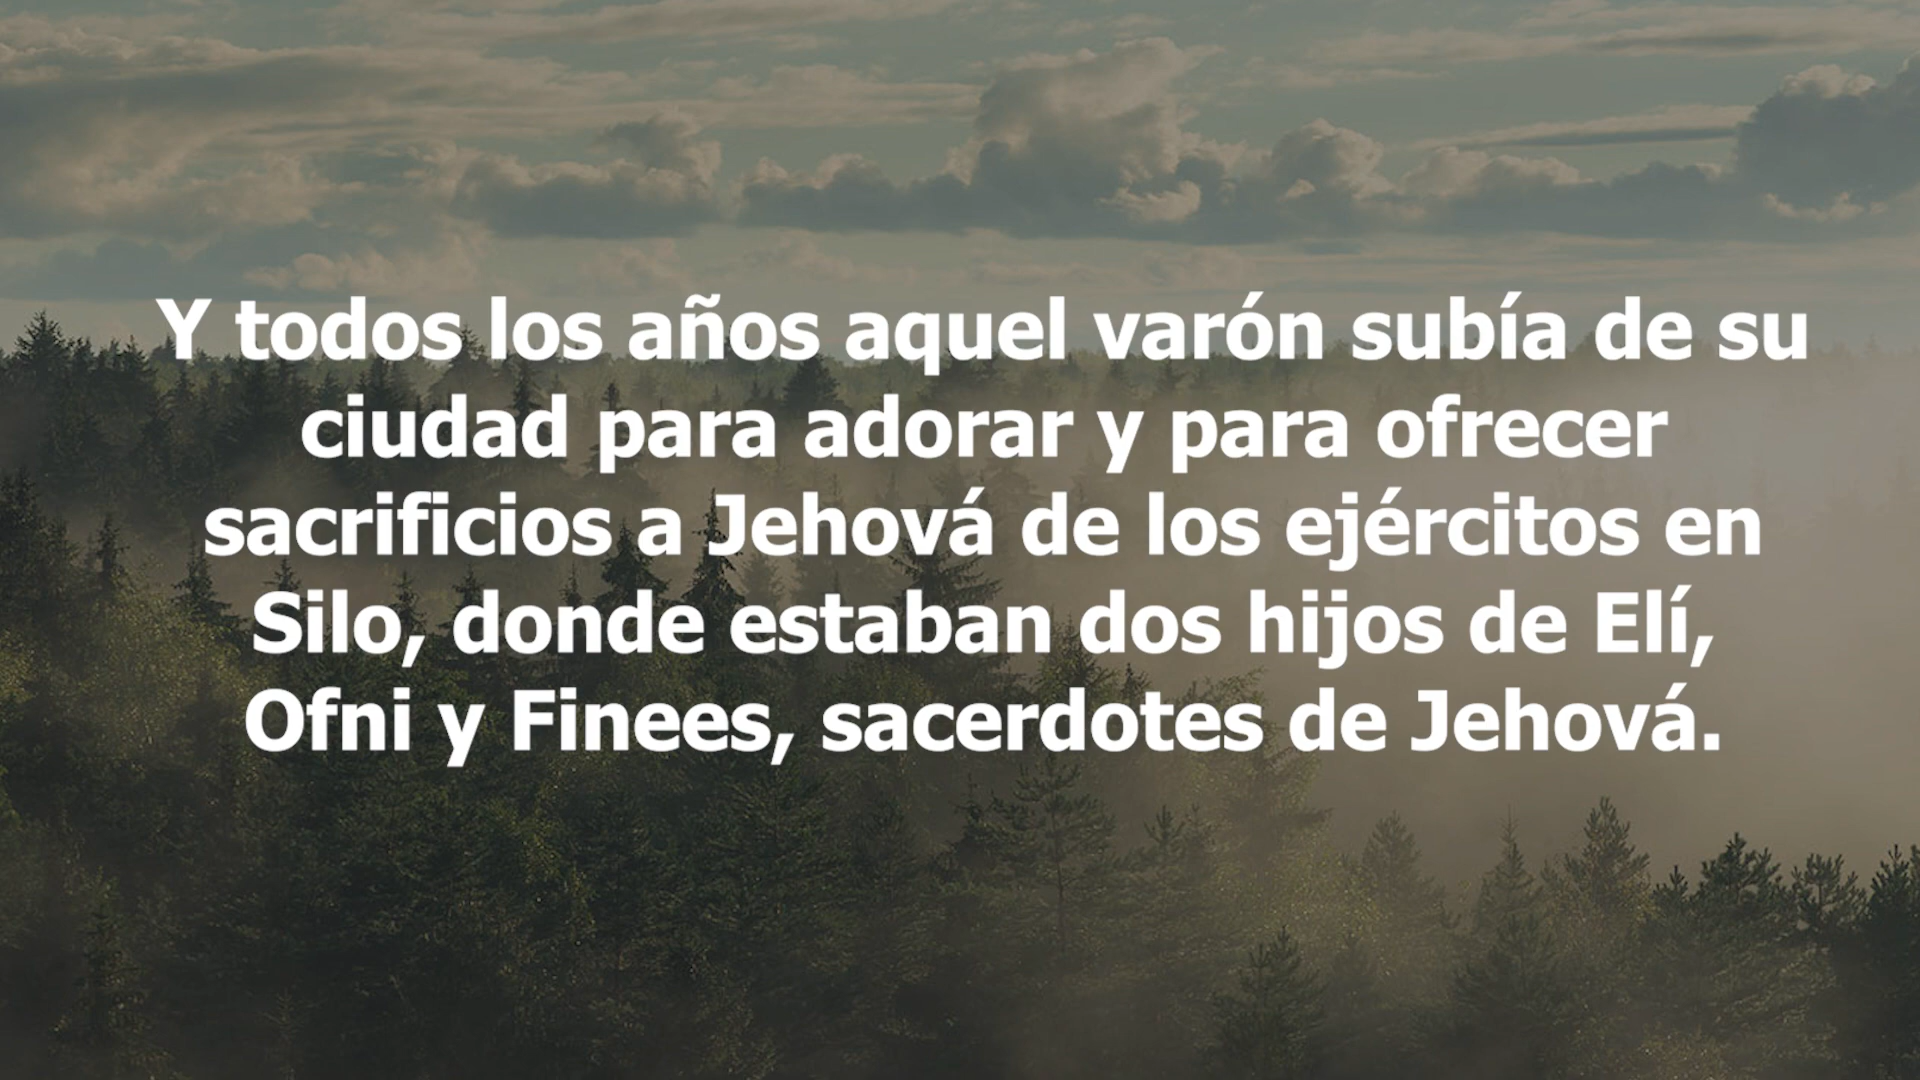 Y todos los años aquel varón subía de su
ciudad para adorar y para ofrecer
sacrificios a Jehová de los ejércitos en
Silo, donde estaban dos hijos de Elí,
Ofni y Finees, sacerdotes de Jehová.